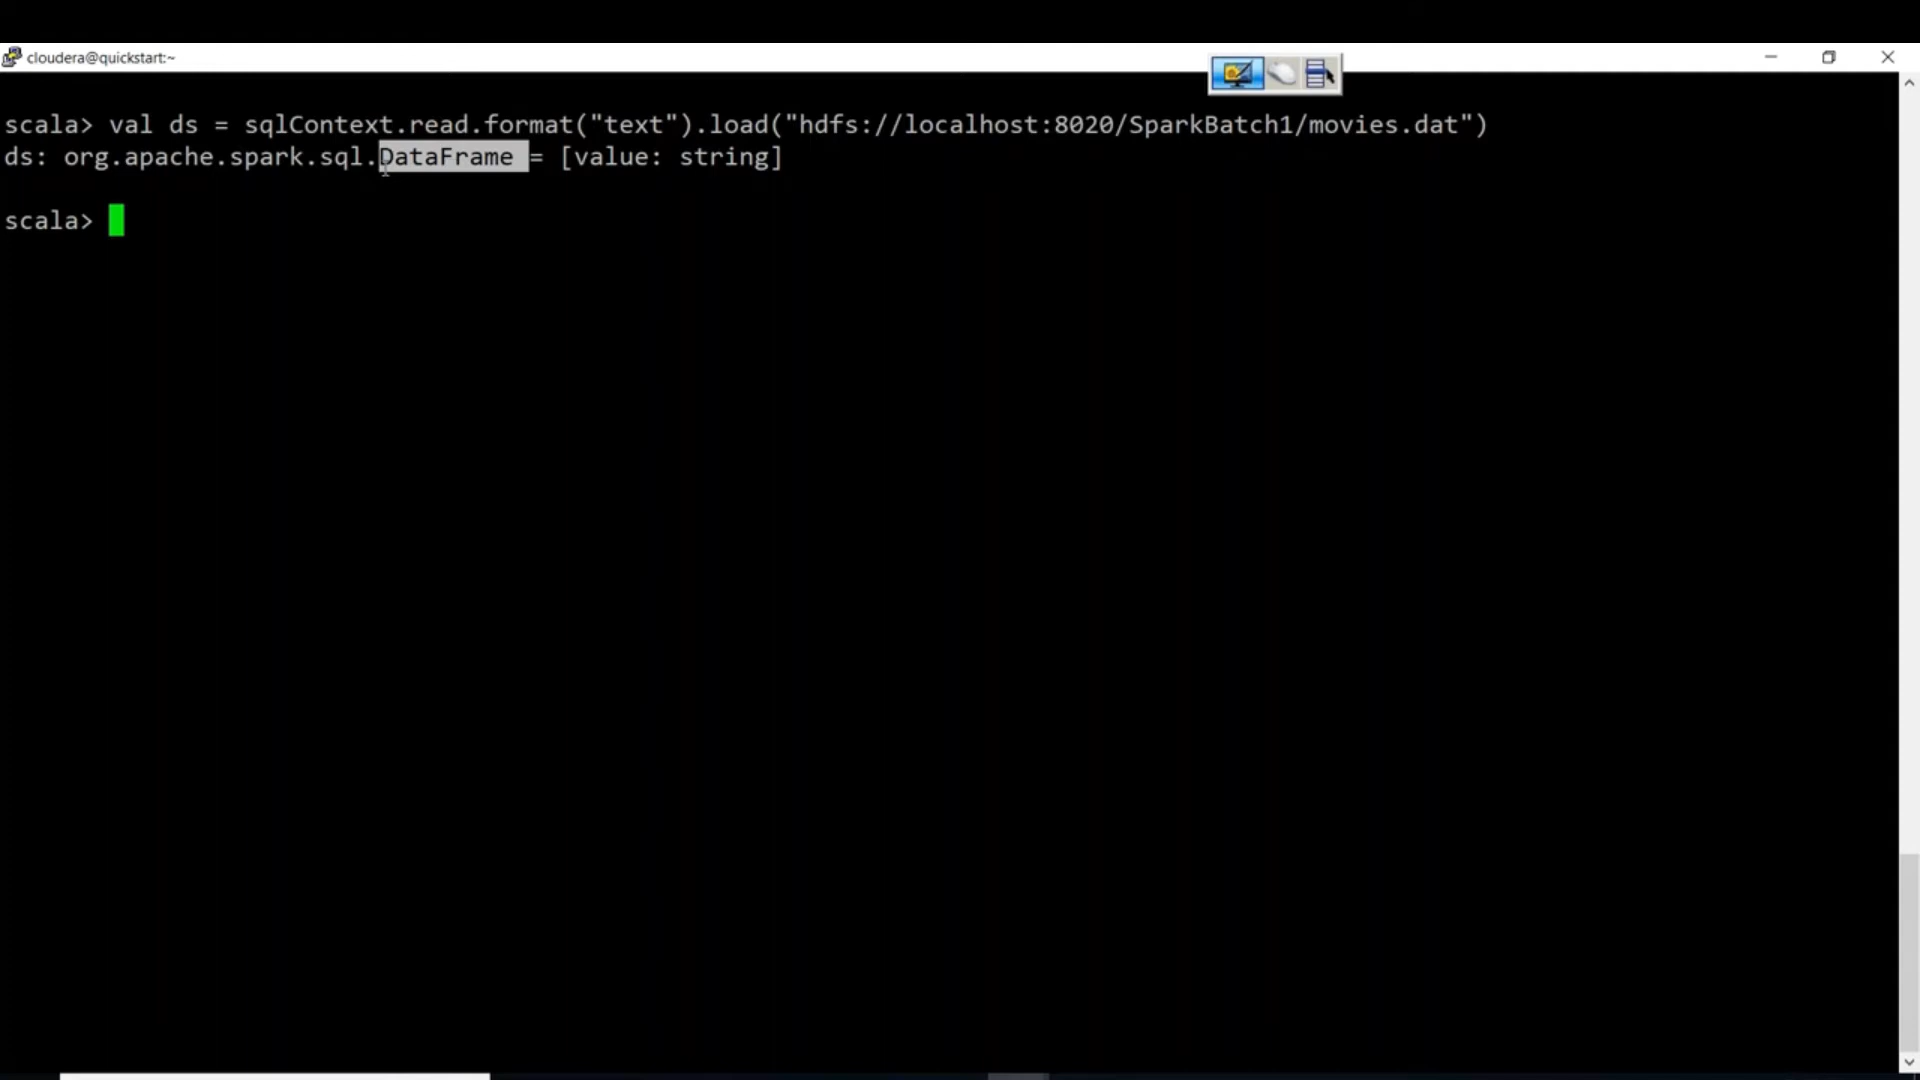 cloudera@quickstart:~
scala> val ds = sqlContext.read.format("text").load("hdfs://localhost:8020/SparkBatch1/movies.dat")
ds: org.apache.spark.sql.DataFrame = [value: string]
scala>